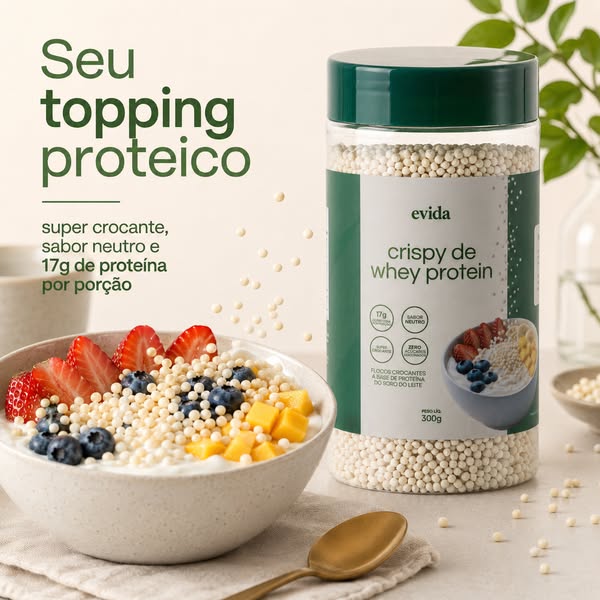 Seu
topping
proteico
super crocante,
sabor neutro e
17g de proteína
por porção
evida
crispy de
whey protein
17g
SABOR
NEUTRO
SUPER
CROCANTE
ZERO
AÇÚCARES
FLOCOS CROCANTES
À BASE DE PROTEÍNA
DO SORO DO LEITE
PESO LÍQ.
300g